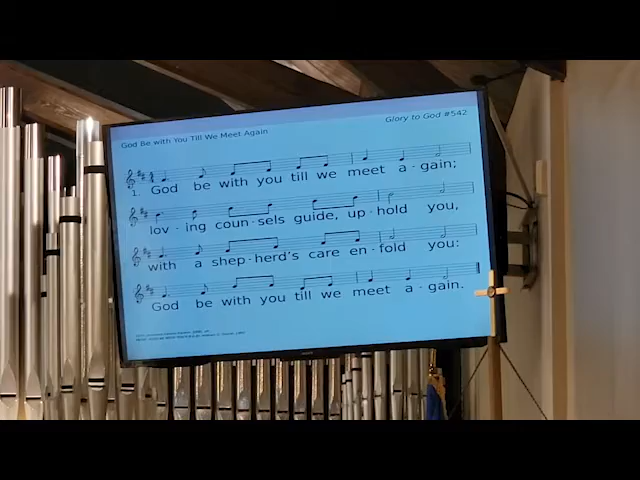 God Be with You Till We Meet Again
Glory to God #542
1. God be with you till we meet a - gain;
lov - ing coun - sels guide, up - hold you,
with a shep - herd's care en - fold you:
God be with you till we meet a - gain.